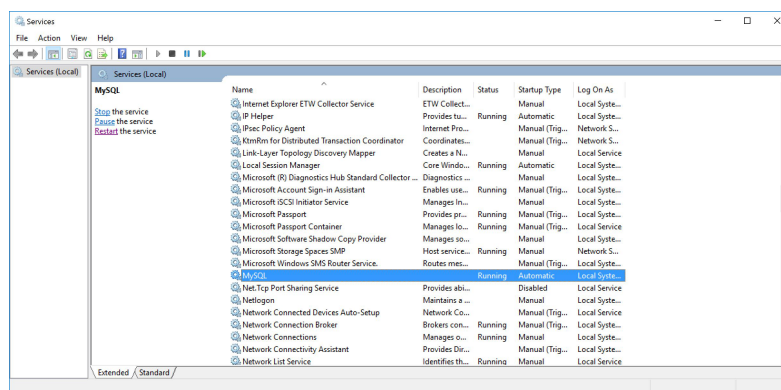 Services
File Action View Help
Services (Local)
Services (Local)
MySQL
Stop the service
Pause the service
Restart the service
Name Description Status Startup Type Log On As
Internet Explorer ETW Collector Service ETW Collect... Manual Local Syste...
IP Helper Provides tu... Running Automatic Local Syste...
IPsec Policy Agent Internet Pro... Manual (Trig... Network S...
KtmRm for Distributed Transaction Coordinator Coordinates... Manual (Trig... Network S...
Link-Layer Topology Discovery Mapper Creates a N... Manual Local Service
Local Session Manager Core Windo... Running Automatic Local Syste...
Microsoft (R) Diagnostics Hub Standard Collector ... Diagnostics ... Manual Local Syste...
Microsoft Account Sign-in Assistant Enables use... Running Manual (Trig... Local Syste...
Microsoft iSCSI Initiator Service Manages In... Manual Local Syste...
Microsoft Passport Provides pr... Running Manual (Trig... Local Syste...
Microsoft Passport Container Manages lo... Running Manual (Trig... Local Service
Microsoft Software Shadow Copy Provider Manages so... Manual Local Syste...
Microsoft Storage Spaces SMP Host service... Running Manual Network S...
Microsoft Windows SMS Router Service. Routes mes... Manual (Trig... Local Syste...
MySQL Running Automatic Local Syste...
Net.Tcp Port Sharing Service Provides abi... Disabled Local Service
Netlogon Maintains a ... Manual Local Syste...
Network Connected Devices Auto-Setup Network Co... Manual (Trig... Local Service
Network Connection Broker Brokers con... Running Manual (Trig... Local Syste...
Network Connections Manages o... Running Manual Local Syste...
Network Connectivity Assistant Provides Dir... Manual (Trig... Local Syste...
Network List Service Identifies th... Running Manual Local Service
Extended Standard